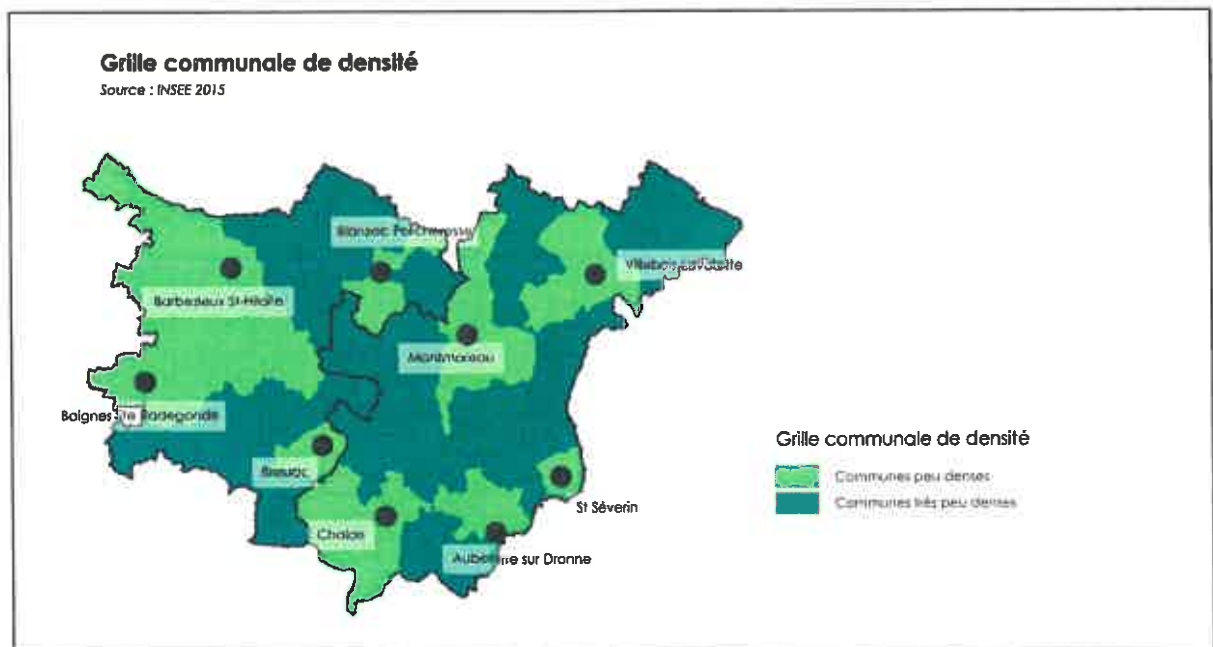 Grille communale de densité
Source : INSEE 2015
Blanzac Porcheresse
Villebois Lavalette
Barbezieux St-Hilaire
Montmoreau
Baignes Ste Radegonde
Brossac
St Séverin
Chalais
Aubeterre sur Dronne
Grille communale de densité
Communes peu denses
Communes très peu denses